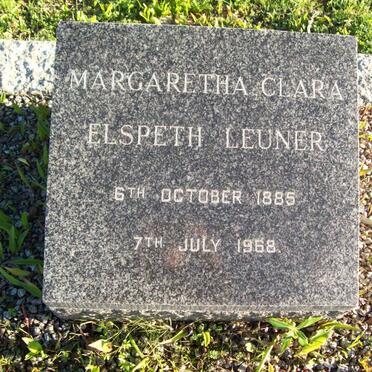 MARGARETHA CLARA
ELSPETH LEUNER
6TH OCTOBER 1885
7TH JULY 1968.